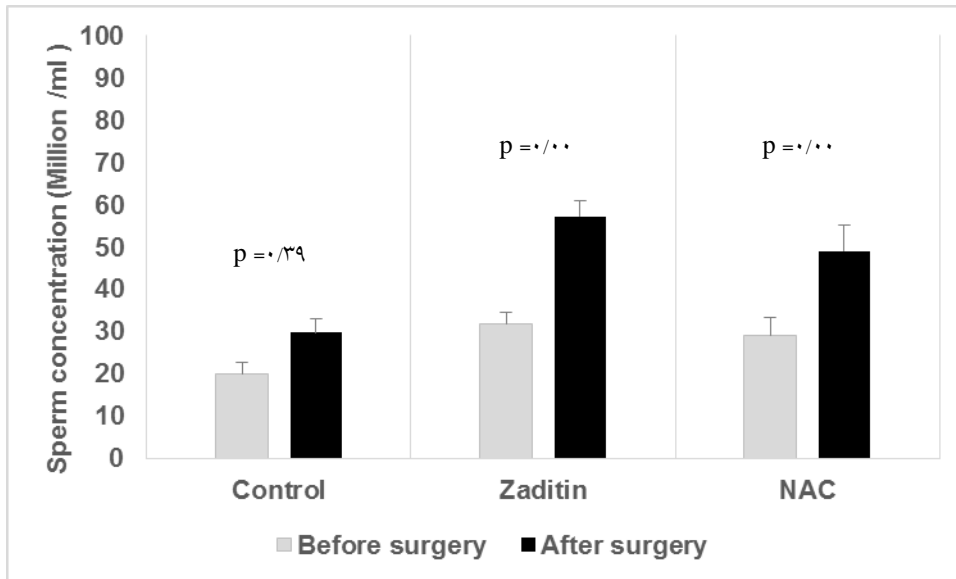 Sperm concentration (Million /ml )
100
90
80
70
60
50
40
30
20
10
0
p =۰/۳۹
p =۰/۰۰
p =۰/۰۰
Control
Zaditin
NAC
Before surgery
After surgery